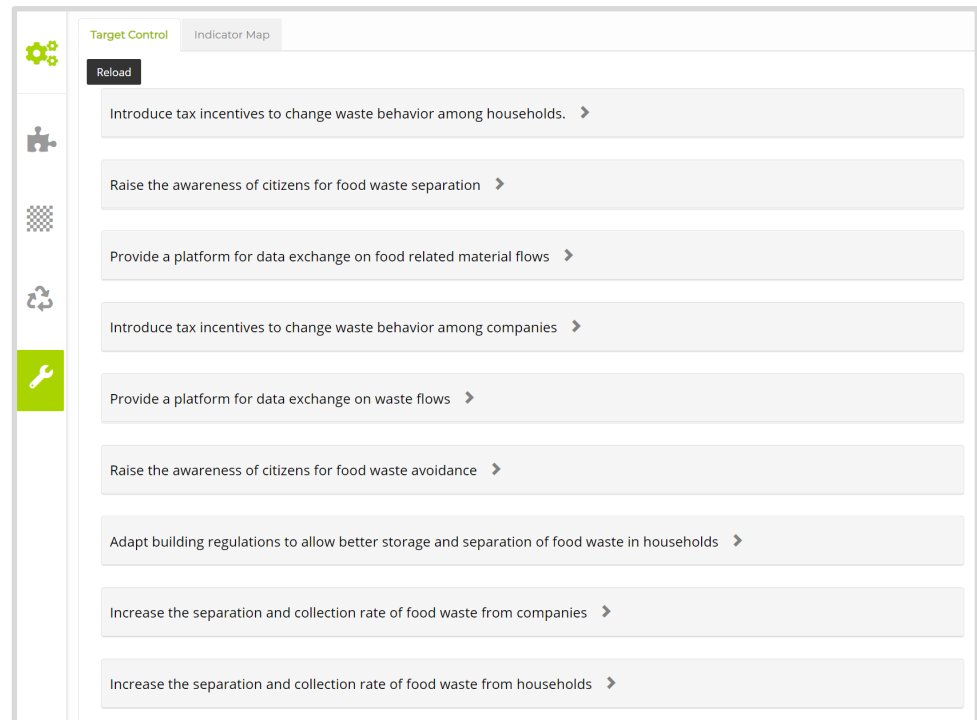 Target Control
Indicator Map
Reload
Introduce tax incentives to change waste behavior among households.
Raise the awareness of citizens for food waste separation
Provide a platform for data exchange on food related material flows
Introduce tax incentives to change waste behavior among companies
Provide a platform for data exchange on waste flows
Raise the awareness of citizens for food waste avoidance
Adapt building regulations to allow better storage and separation of food waste in households
Increase the separation and collection rate of food waste from companies
Increase the separation and collection rate of food waste from households